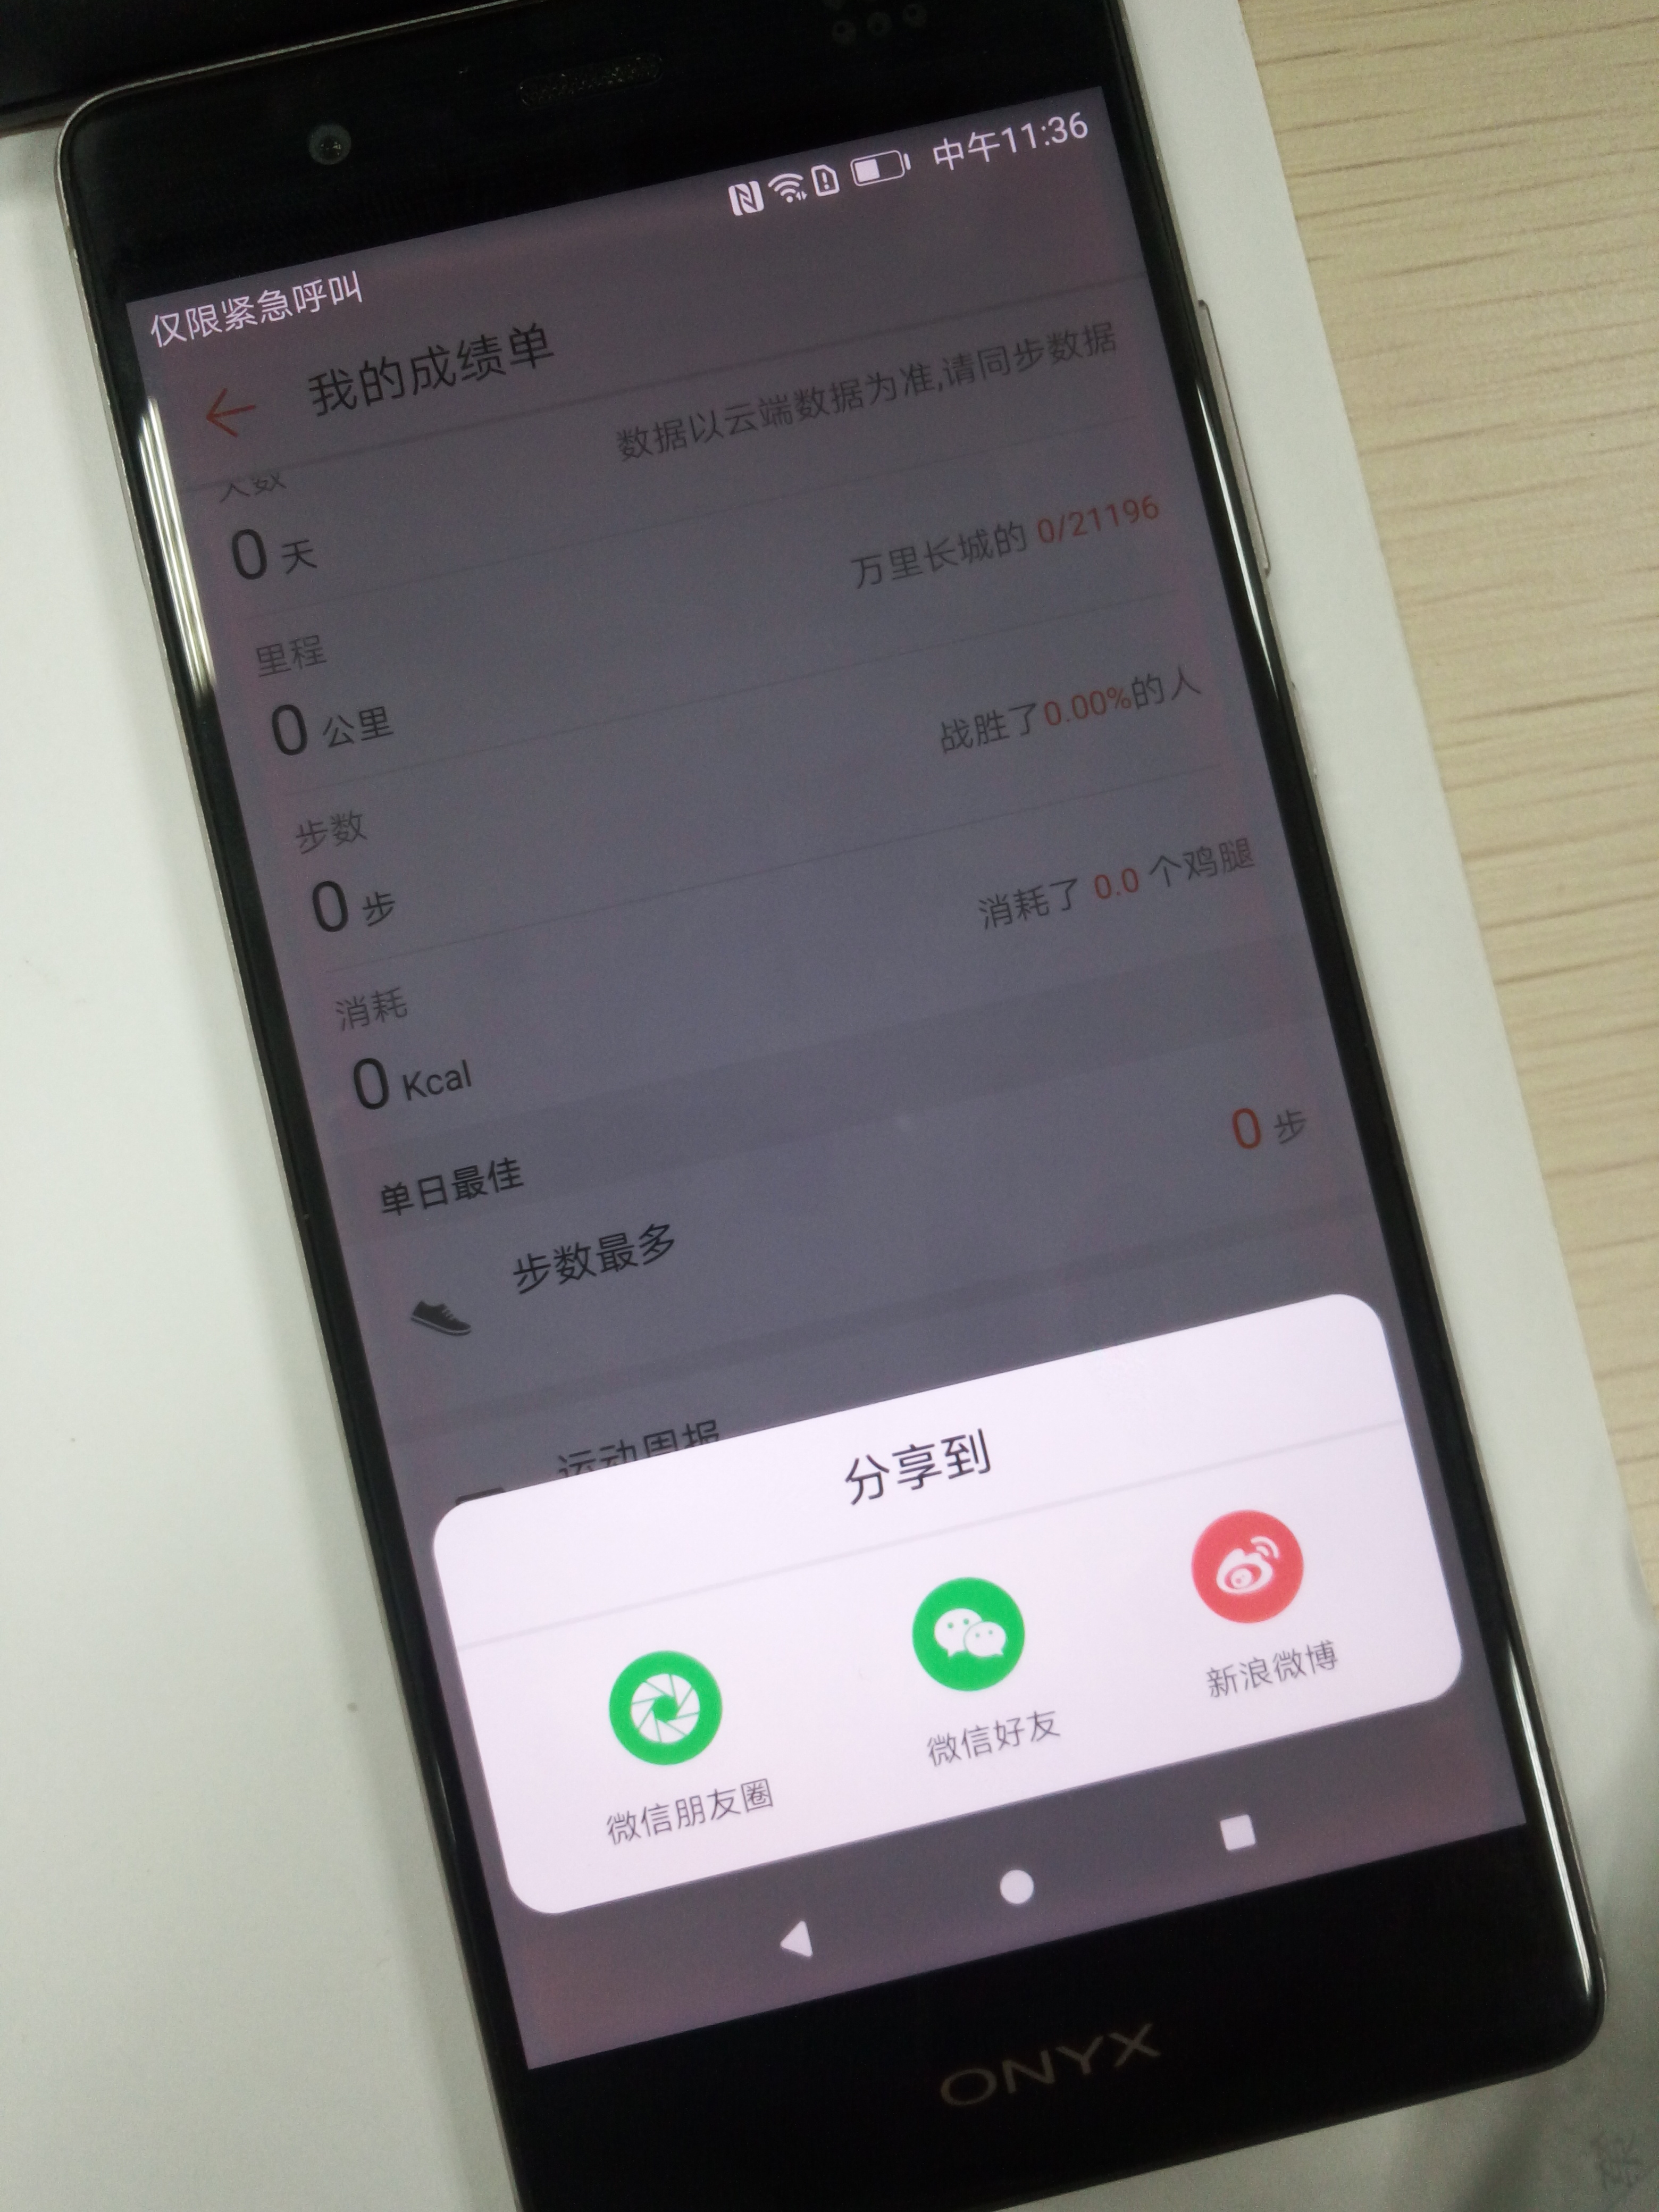 中午11:36
仅限紧急呼叫
我的成绩单
数据以云端数据为准,请同步数据
天数
0 天
万里长城的 0/21196
里程
0 公里
战胜了0.00%的人
步数
0 步
消耗了 0.0 个鸡腿
消耗
0 Kcal
单日最佳
步数最多
0 步
运动周报
分享到
微信朋友圈
微信好友
新浪微博
ONYX